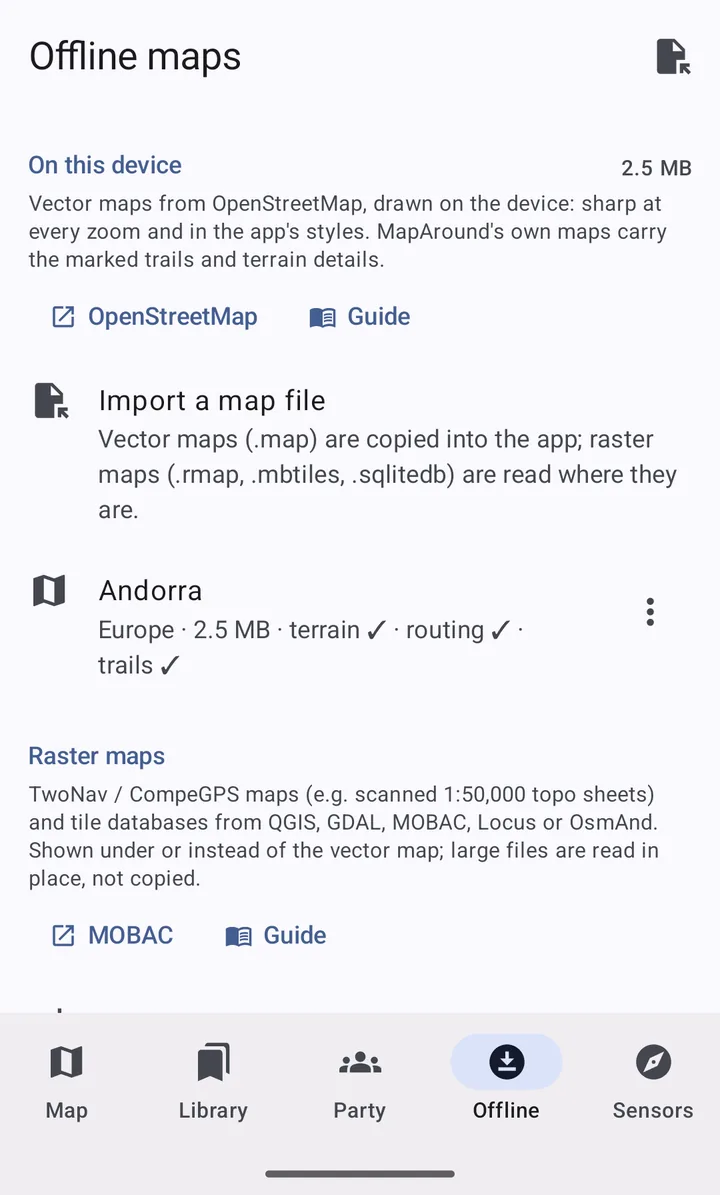 Offline maps
On this device
2.5 MB
Vector maps from OpenStreetMap, drawn on the device: sharp at
every zoom and in the app's styles. MapAround's own maps carry
the marked trails and terrain details.
OpenStreetMap
Guide
Import a map file
Vector maps (.map) are copied into the app; raster
maps (.rmap, .mbtiles, .sqlitedb) are read where they
are.
Andorra
Europe · 2.5 MB · terrain ✓ · routing ✓ ·
trails ✓
Raster maps
TwoNav / CompeGPS maps (e.g. scanned 1:50,000 topo sheets)
and tile databases from QGIS, GDAL, MOBAC, Locus or OsmAnd.
Shown under or instead of the vector map; large files are read in
place, not copied.
MOBAC
Guide
Map
Library
Party
Offline
Sensors